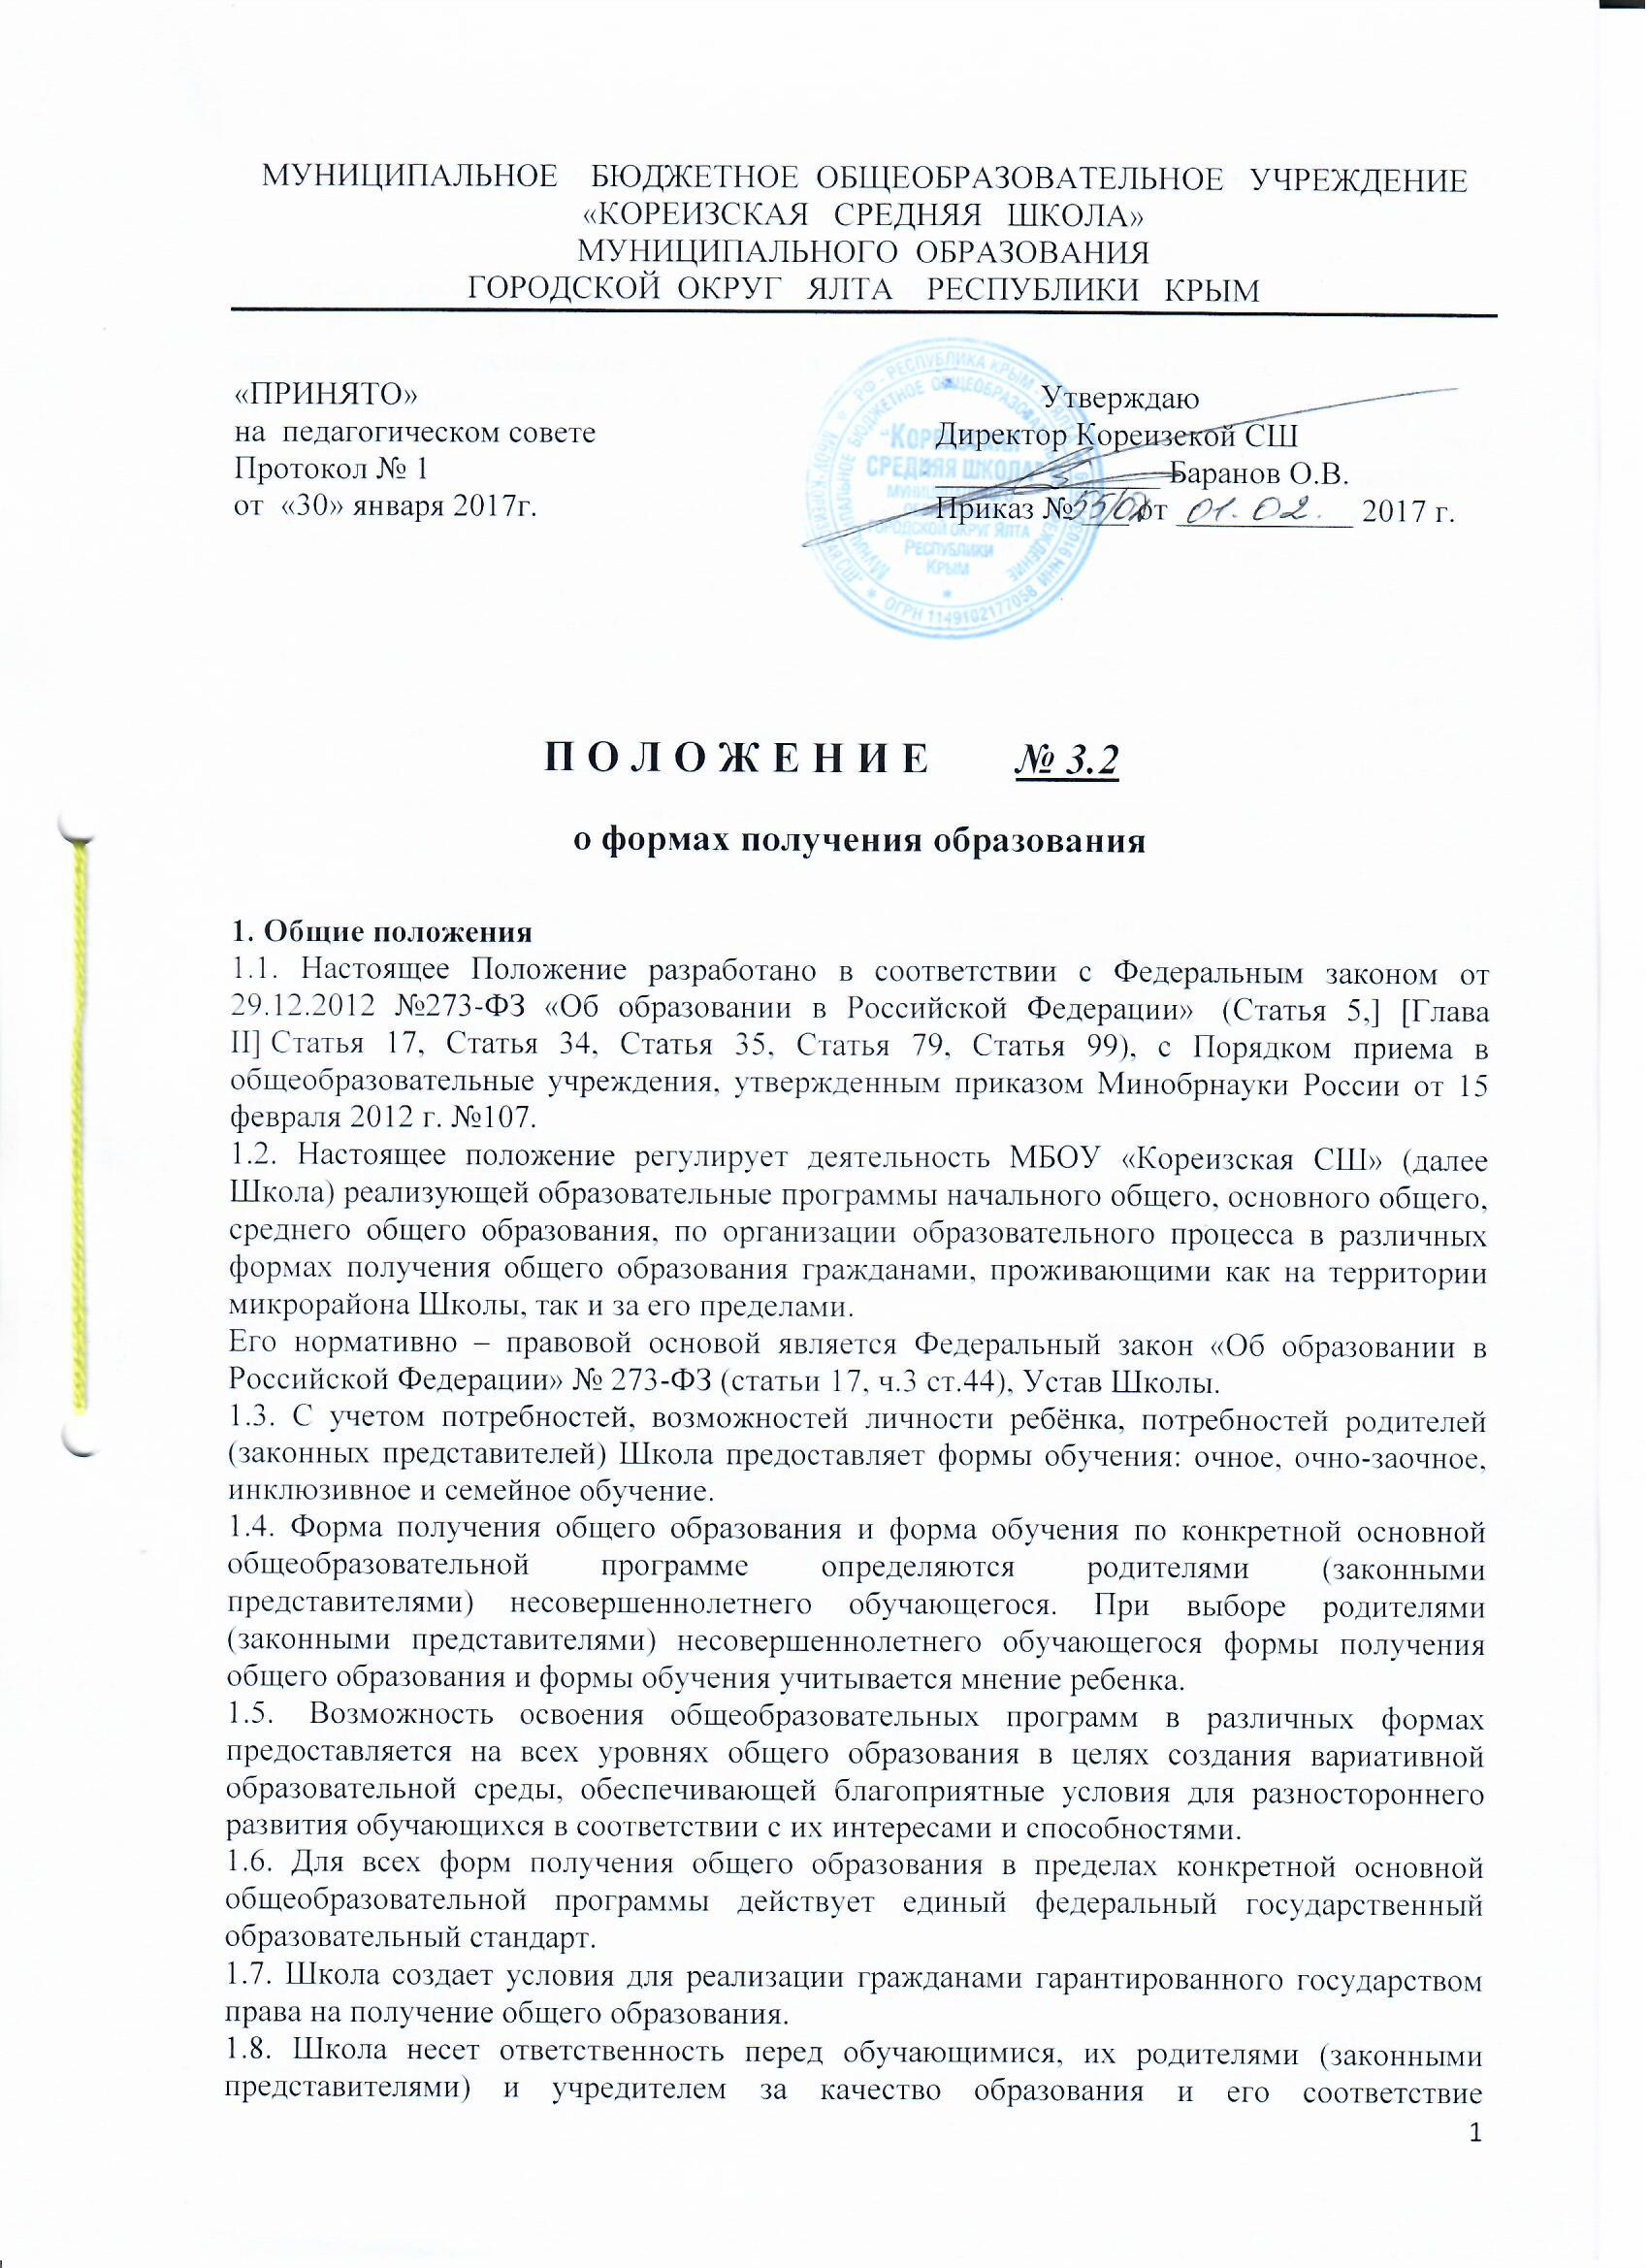 МУНИЦИПАЛЬНОЕ БЮДЖЕТНОЕ ОБЩЕОБРАЗОВАТЕЛЬНОЕ УЧРЕЖДЕНИЕ
«КОРЕИЗСКАЯ СРЕДНЯЯ ШКОЛА»
МУНИЦИПАЛЬНОГО ОБРАЗОВАНИЯ
ГОРОДСКОЙ ОКРУГ ЯЛТА РЕСПУБЛИКИ КРЫМ
«ПРИНЯТО»
на педагогическом совете
Протокол № 1
от «30» января 2017г.
Утверждаю
Директор Кореизской СШ
Баранов О.В.
Приказ № от 01.02. 2017 г.
СРЕДНЯЯ ШКОЛА
ГОРОДСКОЙ ОКРУГ ЯЛТА
РЕСПУБЛИКИ
КРЫМ
РФ - РЕСПУБЛИКА КРЫМ
ОГРН 1149102177058
П О Л О Ж Е Н И Е № 3.2
о формах получения образования
1. Общие положения
1.1. Настоящее Положение разработано в соответствии с Федеральным законом от
29.12.2012 №273-ФЗ «Об образовании в Российской Федерации» (Статья 5,] [Глава
II] Статья 17, Статья 34, Статья 35, Статья 79, Статья 99), с Порядком приема в
общеобразовательные учреждения, утвержденным приказом Минобрнауки России от 15
февраля 2012 г. №107.
1.2. Настоящее положение регулирует деятельность МБОУ «Кореизская СШ» (далее
Школа) реализующей образовательные программы начального общего, основного общего,
среднего общего образования, по организации образовательного процесса в различных
формах получения общего образования гражданами, проживающими как на территории
микрорайона Школы, так и за его пределами.
Его нормативно – правовой основой является Федеральный закон «Об образовании в
Российской Федерации» № 273-ФЗ (статьи 17, ч.3 ст.44), Устав Школы.
1.3. С учетом потребностей, возможностей личности ребёнка, потребностей родителей
(законных представителей) Школа предоставляет формы обучения: очное, очно-заочное,
инклюзивное и семейное обучение.
1.4. Форма получения общего образования и форма обучения по конкретной основной
общеобразовательной программе определяются родителями (законными
представителями) несовершеннолетнего обучающегося. При выборе родителями
(законными представителями) несовершеннолетнего обучающегося формы получения
общего образования и формы обучения учитывается мнение ребенка.
1.5. Возможность освоения общеобразовательных программ в различных формах
предоставляется на всех уровнях общего образования в целях создания вариативной
образовательной среды, обеспечивающей благоприятные условия для разностороннего
развития обучающихся в соответствии с их интересами и способностями.
1.6. Для всех форм получения общего образования в пределах конкретной основной
общеобразовательной программы действует единый федеральный государственный
образовательный стандарт.
1.7. Школа создает условия для реализации гражданами гарантированного государством
права на получение общего образования.
1.8. Школа несет ответственность перед обучающимися, их родителями (законными
представителями) и учредителем за качество образования и его соответствие
1